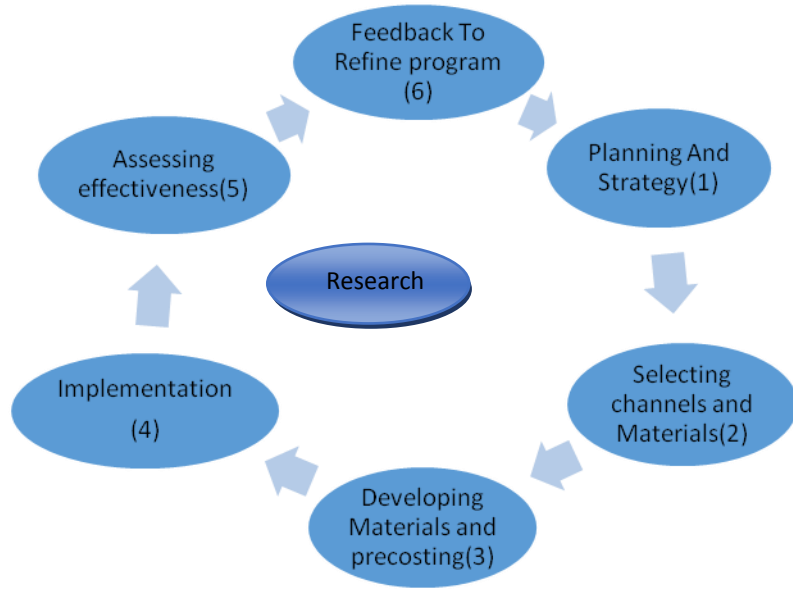 Feedback To
Refine program
(6)
Planning And
Strategy(1)
Assessing
effectiveness(5)
Research
Selecting
channels and
Materials(2)
Implementation
(4)
Developing
Materials and
precosting(3)